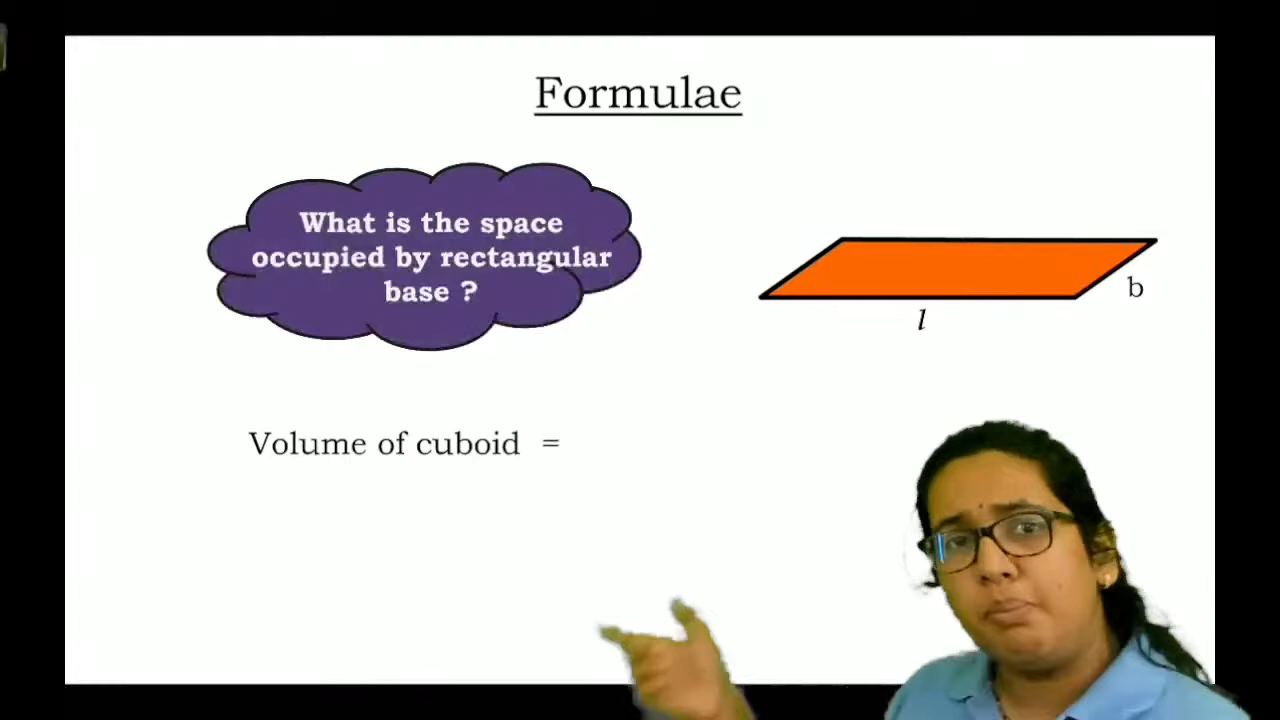 Formulae
What is the space
occupied by rectangular
base ?
b
l
Volume of cuboid =